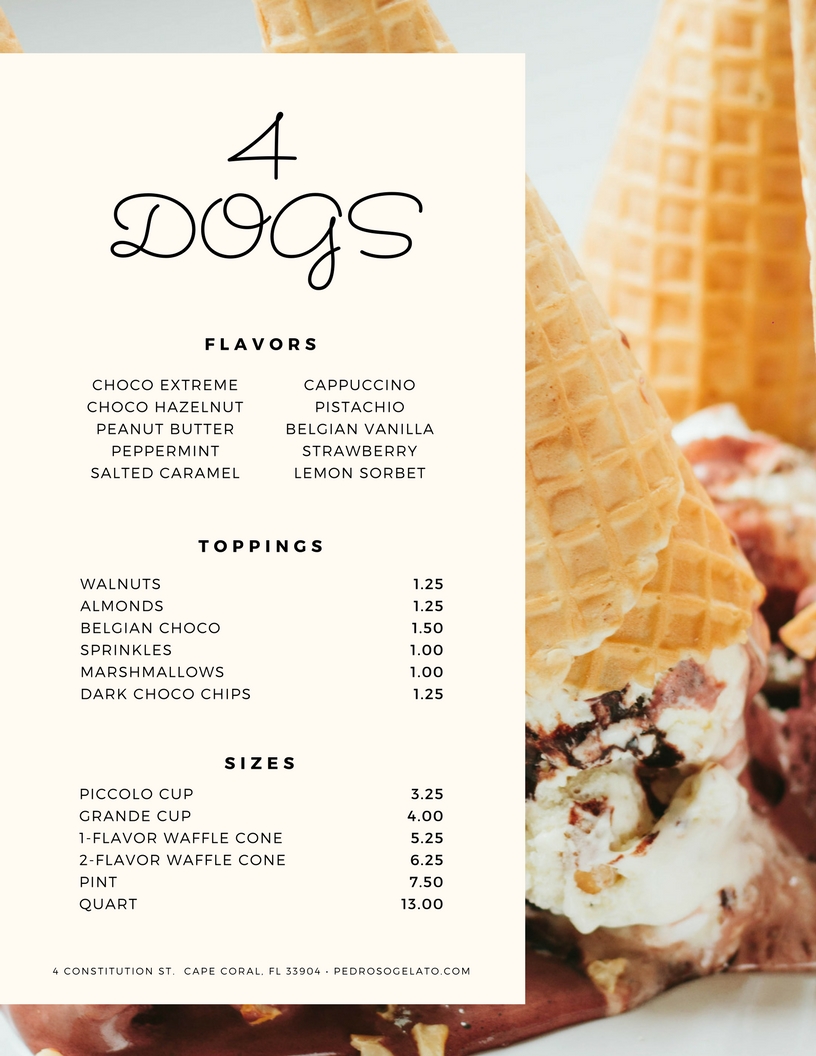 4
DOGS
FLAVORS
CHOCO EXTREME
CHOCO HAZELNUT
PEANUT BUTTER
PEPPERMINT
SALTED CARAMEL
CAPPUCCINO
PISTACHIO
BELGIAN VANILLA
STRAWBERRY
LEMON SORBET
TOPPINGS
WALNUTS 1.25
ALMONDS 1.25
BELGIAN CHOCO 1.50
SPRINKLES 1.00
MARSHMALLOWS 1.00
DARK CHOCO CHIPS 1.25
SIZES
PICCOLO CUP 3.25
GRANDE CUP 4.00
1-FLAVOR WAFFLE CONE 5.25
2-FLAVOR WAFFLE CONE 6.25
PINT 7.50
QUART 13.00
4 CONSTITUTION ST. CAPE CORAL, FL 33904 • PEDROSOGELATO.COM